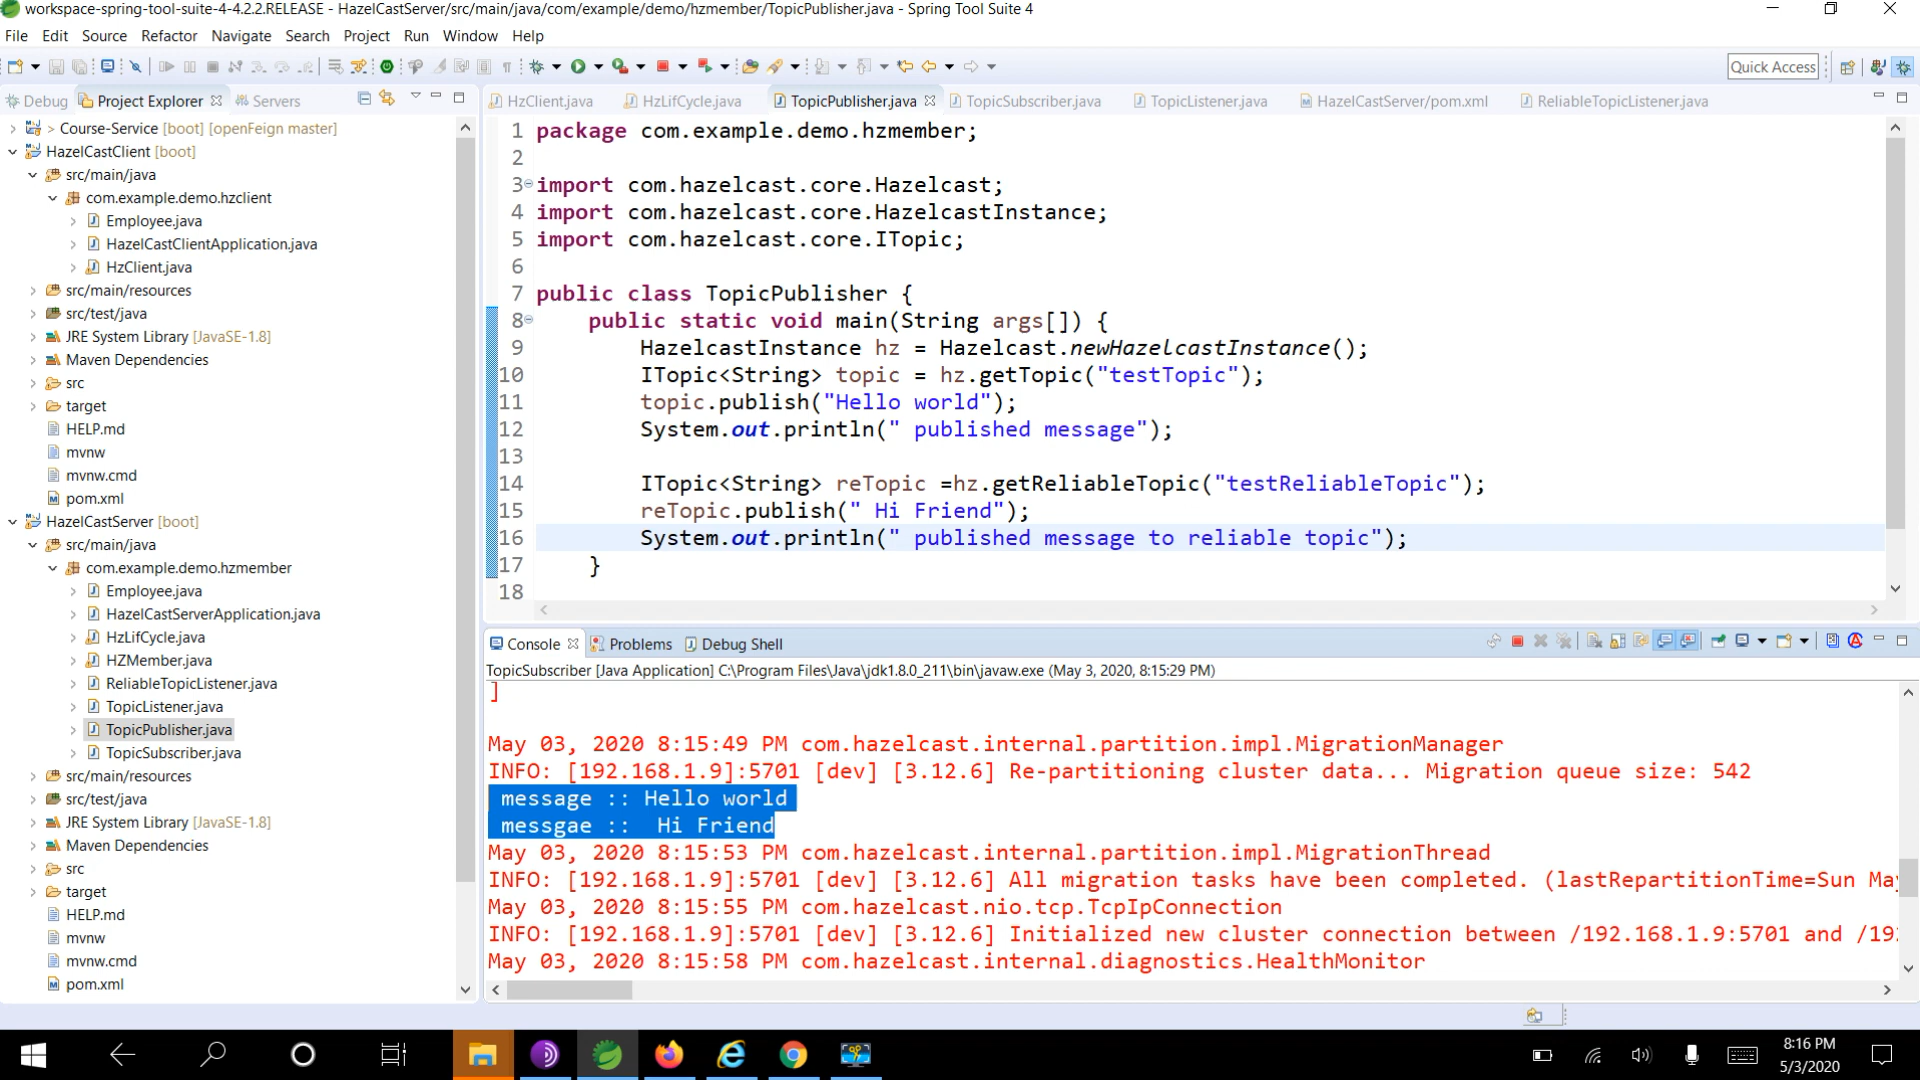 workspace-spring-tool-suite-4-4.2.2.RELEASE - HazelCastServer/src/main/java/com/example/demo/hzmember/TopicPublisher.java - Spring Tool Suite 4
File Edit Source Refactor Navigate Search Project Run Window Help
Quick Access
Debug Project Explorer Servers
HzClient.java HzLifCycle.java TopicPublisher.java TopicSubscriber.java TopicListener.java HazelCastServer/pom.xml ReliableTopicListener.java
> Course-Service [boot] [openFeign master]
HazelCastClient [boot]
src/main/java
com.example.demo.hzclient
Employee.java
HazelCastClientApplication.java
HzClient.java
src/main/resources
src/test/java
JRE System Library [JavaSE-1.8]
Maven Dependencies
src
target
HELP.md
mvnw
mvnw.cmd
pom.xml
HazelCastServer [boot]
src/main/java
com.example.demo.hzmember
Employee.java
HazelCastServerApplication.java
HzLifCycle.java
HZMember.java
ReliableTopicListener.java
TopicListener.java
TopicPublisher.java
TopicSubscriber.java
src/main/resources
src/test/java
JRE System Library [JavaSE-1.8]
Maven Dependencies
src
target
HELP.md
mvnw
mvnw.cmd
pom.xml
1 package com.example.demo.hzmember;
2
3 import com.hazelcast.core.Hazelcast;
4 import com.hazelcast.core.HazelcastInstance;
5 import com.hazelcast.core.ITopic;
6
7 public class TopicPublisher {
8 public static void main(String args[]) {
9 HazelcastInstance hz = Hazelcast.newHazelcastInstance();
10 ITopic<String> topic = hz.getTopic("testTopic");
11 topic.publish("Hello world");
12 System.out.println(" published message");
13
14 ITopic<String> reTopic =hz.getReliableTopic("testReliableTopic");
15 reTopic.publish(" Hi Friend");
16 System.out.println(" published message to reliable topic");
17 }
18
Console Problems Debug Shell
TopicSubscriber [Java Application] C:\Program Files\Java\jdk1.8.0_211\bin\javaw.exe (May 3, 2020, 8:15:29 PM)
]
May 03, 2020 8:15:49 PM com.hazelcast.internal.partition.impl.MigrationManager
INFO: [192.168.1.9]:5701 [dev] [3.12.6] Re-partitioning cluster data... Migration queue size: 542
message :: Hello world
messgae :: Hi Friend
May 03, 2020 8:15:53 PM com.hazelcast.internal.partition.impl.MigrationThread
INFO: [192.168.1.9]:5701 [dev] [3.12.6] All migration tasks have been completed. (lastRepartitionTime=Sun May
May 03, 2020 8:15:55 PM com.hazelcast.nio.tcp.TcpIpConnection
INFO: [192.168.1.9]:5701 [dev] [3.12.6] Initialized new cluster connection between /192.168.1.9:5701 and /192
May 03, 2020 8:15:58 PM com.hazelcast.internal.diagnostics.HealthMonitor
8:16 PM
5/3/2020